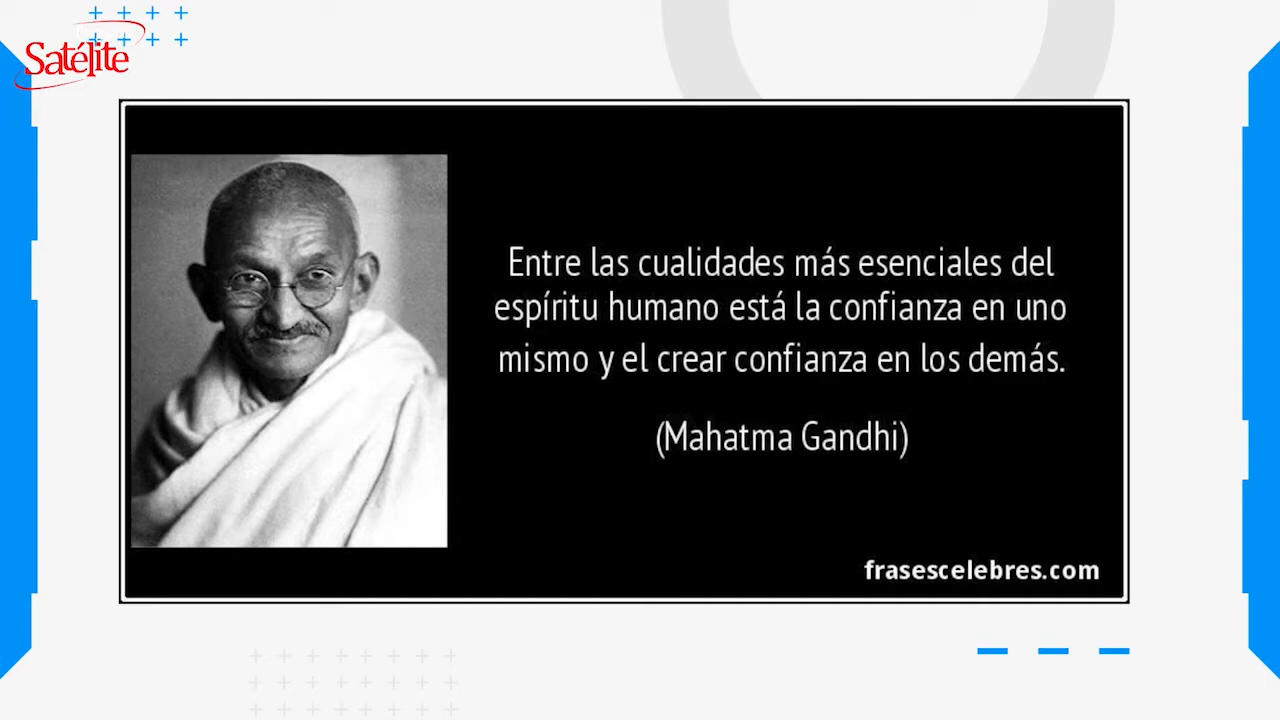 Satélite
Entre las cualidades más esenciales del
espíritu humano está la confianza en uno
mismo y el crear confianza en los demás.
(Mahatma Gandhi)
frasescelebres.com